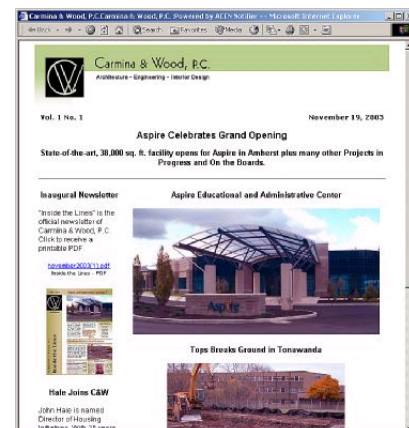 Carmina & Wood, P.C.Carmina & Wood, P.C. :Powered by ACEN Notifier - Microsoft Internet Explorer
Back
Search Favorites Media
Carmina & Wood, P.C.
Architecture - Engineering - Interior Design
Vol. 1 No. 1 November 19, 2003
Aspire Celebrates Grand Opening
State-of-the-art, 38,000 sq. ft. facility opens for Aspire in Amherst plus many other Projects in
Progress and On the Boards.
Inaugural Newsletter
"Inside the Lines" is the
official newsletter of
Carmina & Wood, P.C.
Click to receive a
printable PDF.
november2003(1).pdf
Inside the Lines - PDF
Hale Joins C&W
John Hale is named
Director of Housing
Initiatives. With 25 years
Aspire Educational and Administrative Center
Aspire
Tops Breaks Ground in Tonawanda